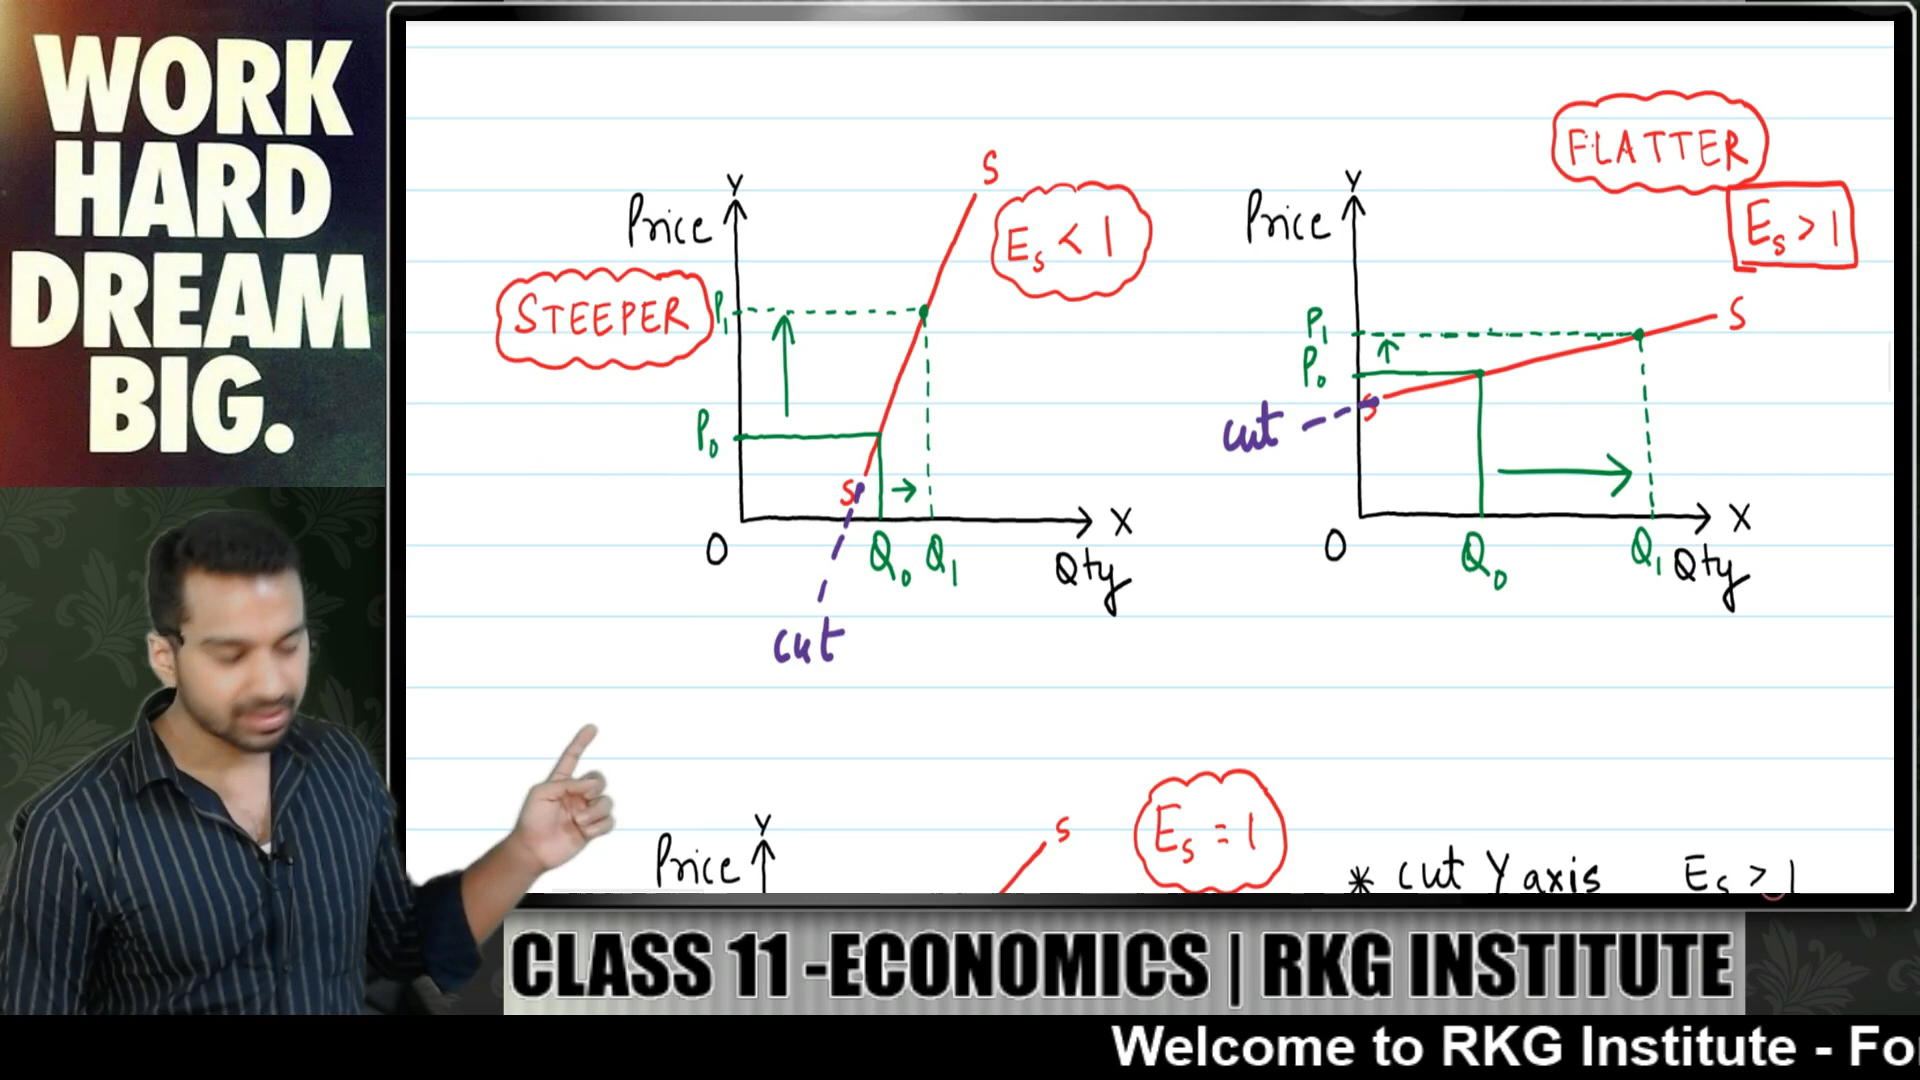 WORK
HARD
DREAM
BIG.
STEEPER
Y
Price
S
Es < 1
P1
P0
S
O
Q0 Q1
X
Qty
cut
FLATTER
Es > 1
Y
Price
P1
P0
S
S
cut
O
Q0
Q1
X
Qty
Y
Price
S
Es = 1
* cut Y axis Es > 1
CLASS 11 -ECONOMICS | RKG INSTITUTE
Welcome to RKG Institute - Fo